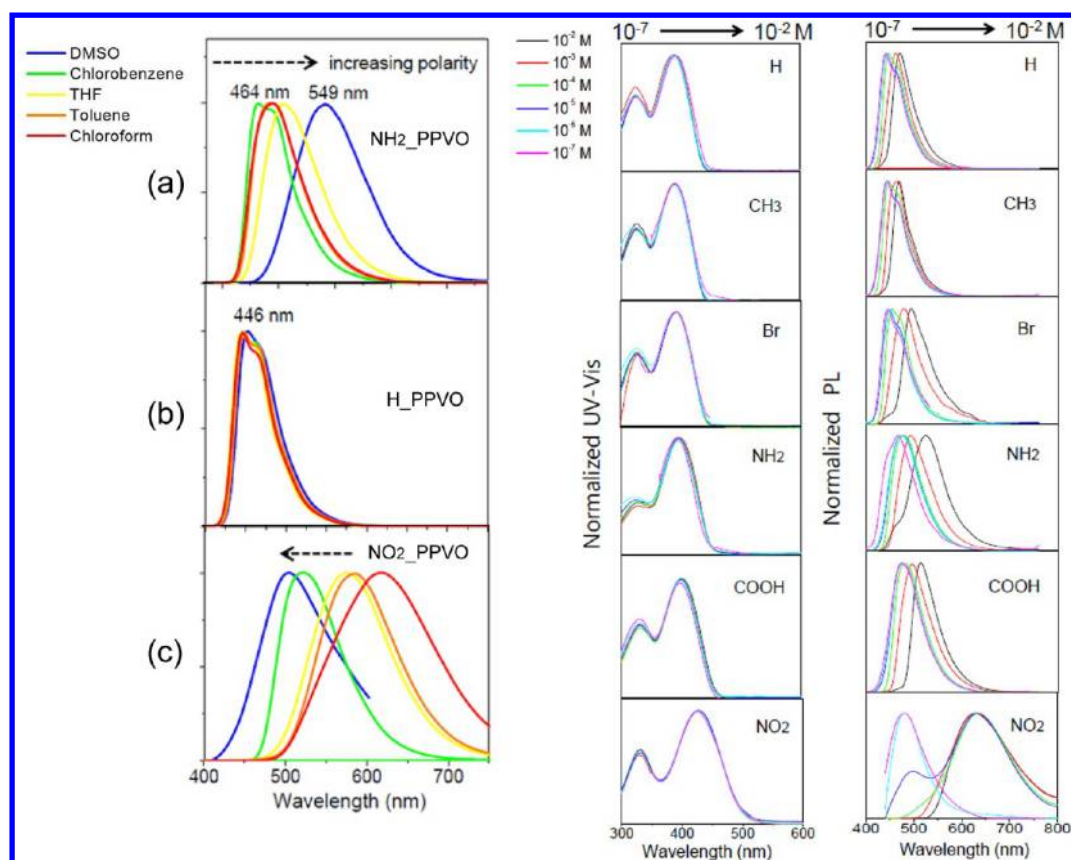 DMSO
Chlorobenzene
THF
Toluene
Chloroform
increasing polarity
464 nm 549 nm
NH2_PPVO
(a)
446 nm
H_PPVO
(b)
NO2_PPVO
(c)
400 500 600 700
Wavelength (nm)
10-7 10-2 M
10-2 M
10-3 M
10-4 M
10-5 M
10-6 M
10-7 M
H
CH3
Br
NH2
COOH
NO2
Normalized UV-Vis
300 400 500 600
Wavelength (nm)
10-7 10-2 M
H
CH3
Br
NH2
COOH
NO2
Normalized PL
400 500 600 700 800
Wavelength (nm)